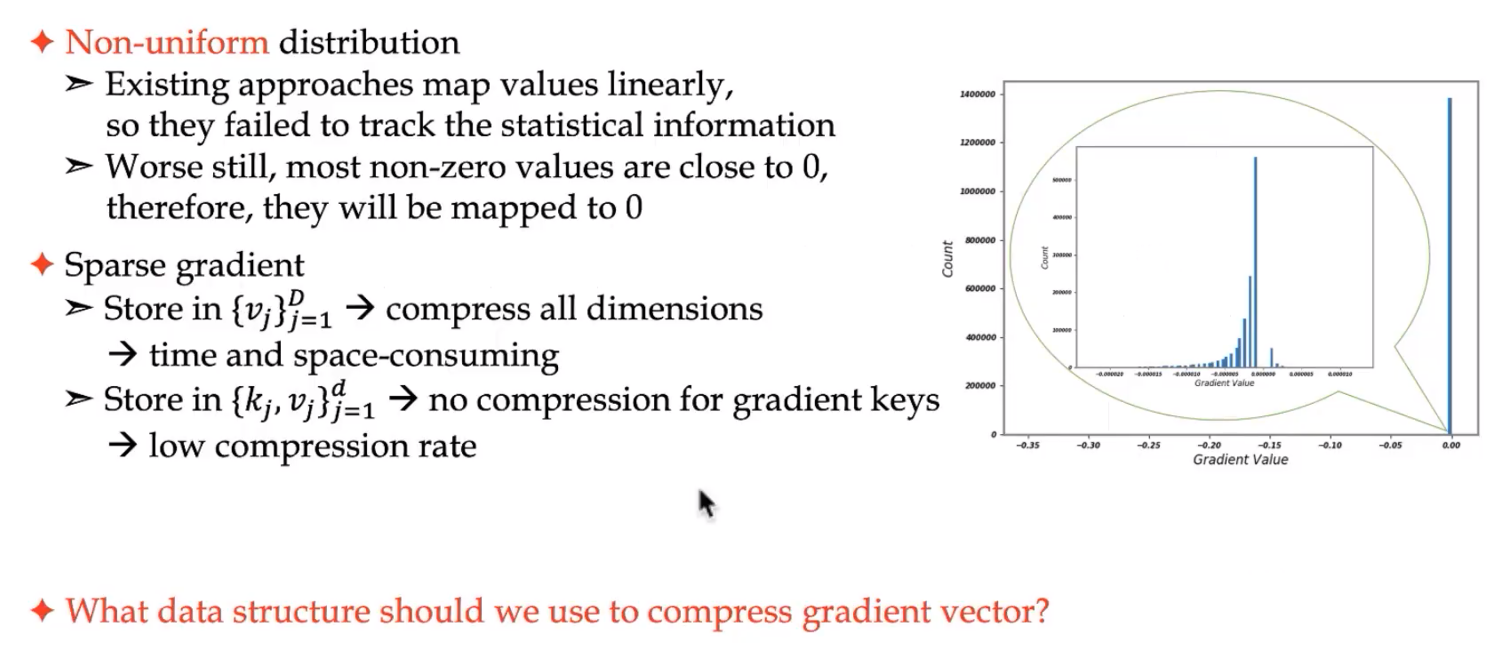 ✦ Non-uniform distribution
➢ Existing approaches map values linearly,
so they failed to track the statistical information
➢ Worse still, most non-zero values are close to 0,
therefore, they will be mapped to 0
✦ Sparse gradient
➢ Store in {v_j}_{j=1}^{D} → compress all dimensions
→ time and space-consuming
➢ Store in {k_j, v_j}_{j=1}^{d} → no compression for gradient keys
→ low compression rate
✦ What data structure should we use to compress gradient vector?
Count
1400000
1200000
1000000
800000
600000
400000
200000
0
−0.35 −0.30 −0.25 −0.20 −0.15 −0.10 −0.05 0.00
Gradient Value
Count
500000
400000
300000
200000
100000
0
−0.000020 −0.000015 −0.000010 −0.000005 0.000000 0.000005 0.000010
Gradient Value